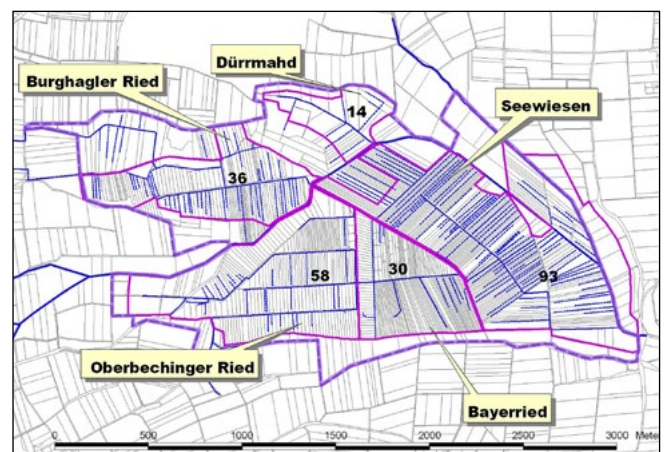 Dürrmahd
Burghagler Ried
Seewiesen
14
36
58
30
93
Oberbechinger Ried
Bayerried
0 500 1000 1500 2000 2500 3000 Meter